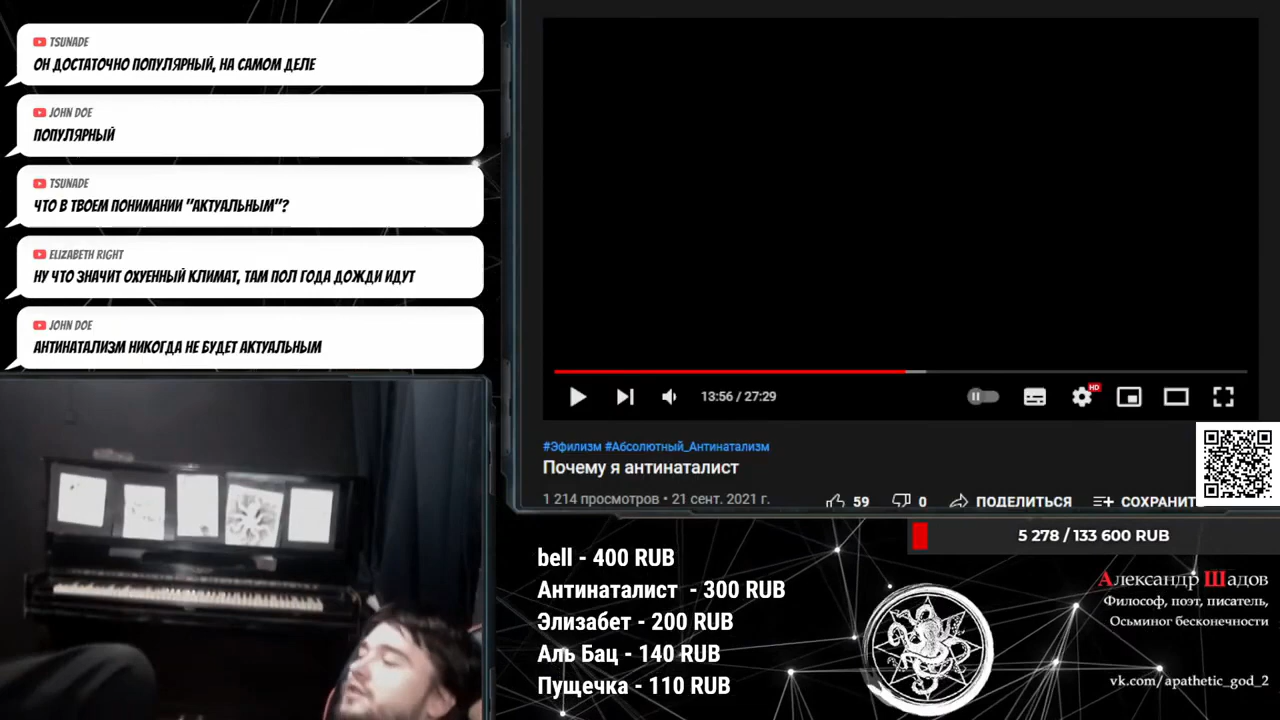 TSUNADE
ОН ДОСТАТОЧНО ПОПУЛЯРНЫЙ, НА САМОМ ДЕЛЕ
JOHN DOE
ПОПУЛЯРНЫЙ
TSUNADE
ЧТО В ТВОЕМ ПОНИМАНИИ "АКТУАЛЬНЫМ"?
ELIZABETH RIGHT
НУ ЧТО ЗНАЧИТ ОХУЕННЫЙ КЛИМАТ, ТАМ ПОЛ ГОДА ДОЖДИ ИДУТ
JOHN DOE
АНТИНАТАЛИЗМ НИКОГДА НЕ БУДЕТ АКТУАЛЬНЫМ
13:56 / 27:29
HD
#Эфилизм #Абсолютный_Антинатализм
Почему я антинаталист
1 214 просмотров • 21 сент. 2021 г.
59
0
ПОДЕЛИТЬСЯ
СОХРАНИТЬ
5 278 / 133 600 RUB
bell - 400 RUB
Антинаталист - 300 RUB
Элизабет - 200 RUB
Аль Бац - 140 RUB
Пущечка - 110 RUB
Александр Шадов
Философ, поэт, писатель,
Осьминог бесконечности
vk.com/apathetic_god_2